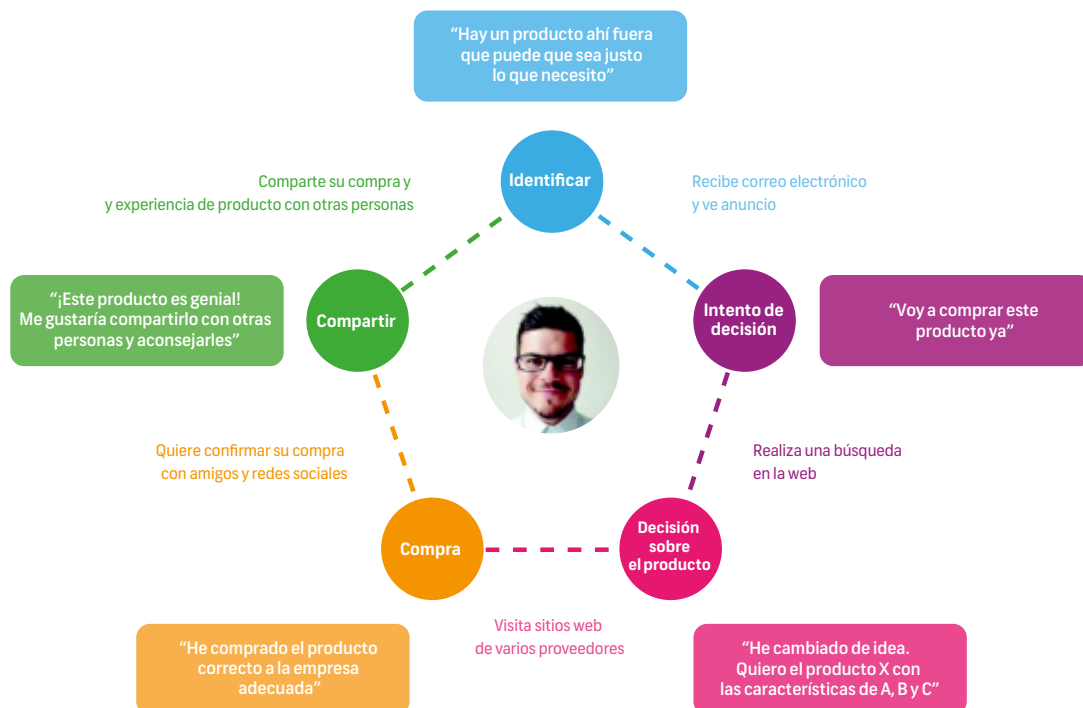 “Hay un producto ahí fuera
que puede que sea justo
lo que necesito”
Identificar
Recibe correo electrónico
y ve anuncio
Intento de
decisión
“Voy a comprar este
producto ya”
Realiza una búsqueda
en la web
Decisión
sobre
el producto
“He cambiado de idea.
Quiero el producto X con
las características de A, B y C”
Visita sitios web
de varios proveedores
Compra
“He comprado el producto
correcto a la empresa
adecuada”
Quiere confirmar su compra
con amigos y redes sociales
Compartir
“¡Este producto es genial!
Me gustaría compartirlo con otras
personas y aconsejarles”
Comparte su compra y
y experiencia de producto con otras personas